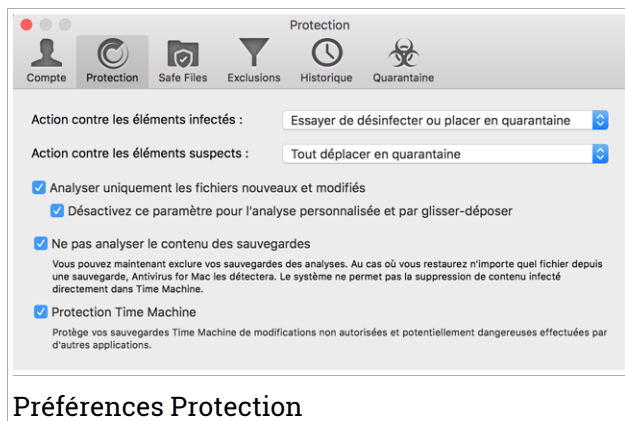 Protection
Compte Protection Safe Files Exclusions Historique Quarantaine
Action contre les éléments infectés : Essayer de désinfecter ou placer en quarantaine
Action contre les éléments suspects : Tout déplacer en quarantaine
Analyser uniquement les fichiers nouveaux et modifiés
Désactivez ce paramètre pour l'analyse personnalisée et par glisser-déposer
Ne pas analyser le contenu des sauvegardes
Vous pouvez maintenant exclure vos sauvegardes des analyses. Au cas où vous restaurez n'importe quel fichier depuis
une sauvegarde, Antivirus for Mac les détectera. Le système ne permet pas la suppression de contenu infecté
directement dans Time Machine.
Protection Time Machine
Protège vos sauvegardes Time Machine de modifications non autorisées et potentiellement dangereuses effectuées par
d'autres applications.
Préférences Protection